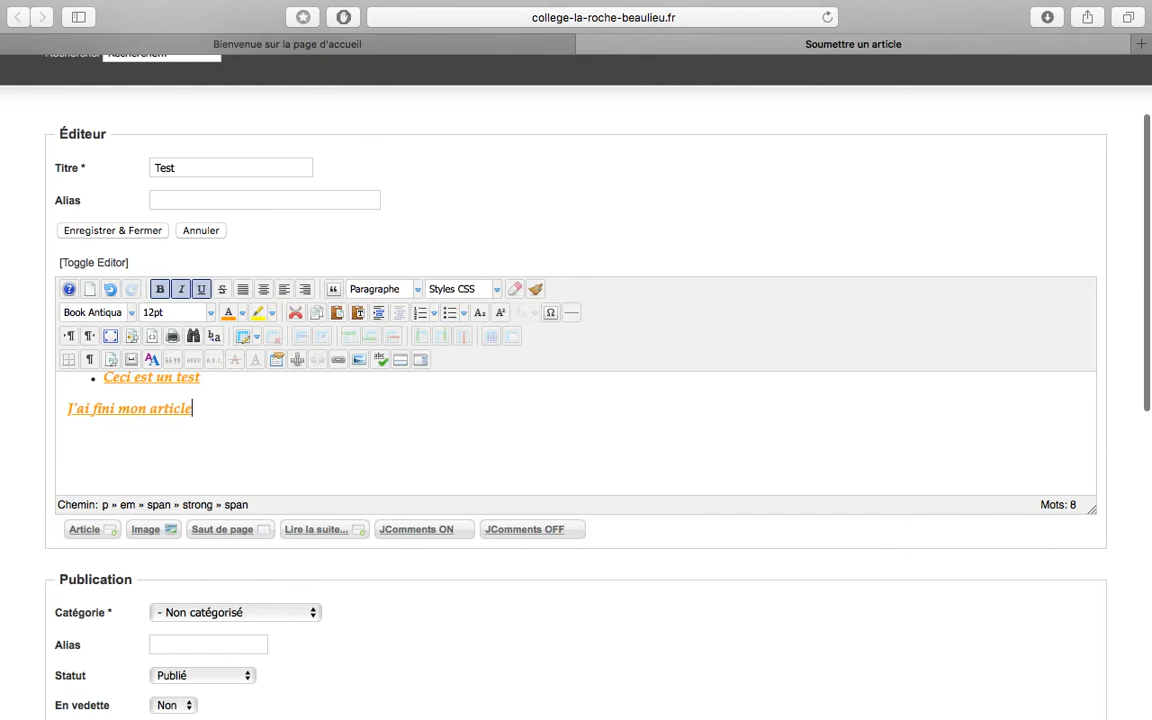 college-la-roche-beaulieu.fr
Bienvenue sur la page d'accueil
Soumettre un article
Éditeur
Titre * Test
Alias
Enregistrer & Fermer Annuler
[Toggle Editor]
B I U S Paragraphe Styles CSS
Book Antiqua 12pt
Ceci est un test
J'ai fini mon article
Chemin: p » em » span » strong » span Mots: 8
Article Image Saut de page Lire la suite... JComments ON JComments OFF
Publication
Catégorie * - Non catégorisé
Alias
Statut Publié
En vedette Non